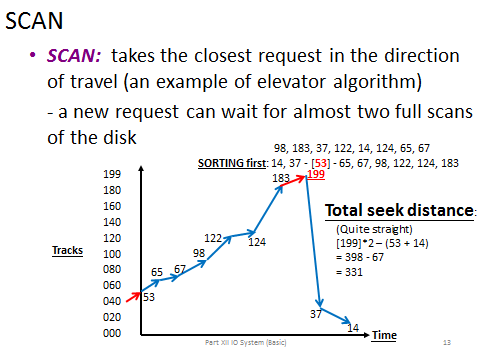 SCAN
• SCAN: takes the closest request in the direction
of travel (an example of elevator algorithm)
- a new request can wait for almost two full scans
of the disk
98, 183, 37, 122, 14, 124, 65, 67
SORTING first: 14, 37 - [53] - 65, 67, 98, 122, 124, 183
199
180
160
140
120
100
080
060
040
020
000
Tracks
53
65
67
98
122
124
183
199
37
14
Time
Total seek distance:
(Quite straight)
[199]*2 – (53 + 14)
= 398 - 67
= 331
Part XII IO System (Basic)
13